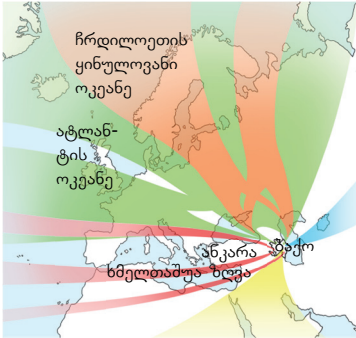 ჩრდილოეთის
ყინულოვანი
ოკეანე
ატლან-
ტის
ოკეანე
ანკარა
ბაქო
ხმელთაშუა ზღვა